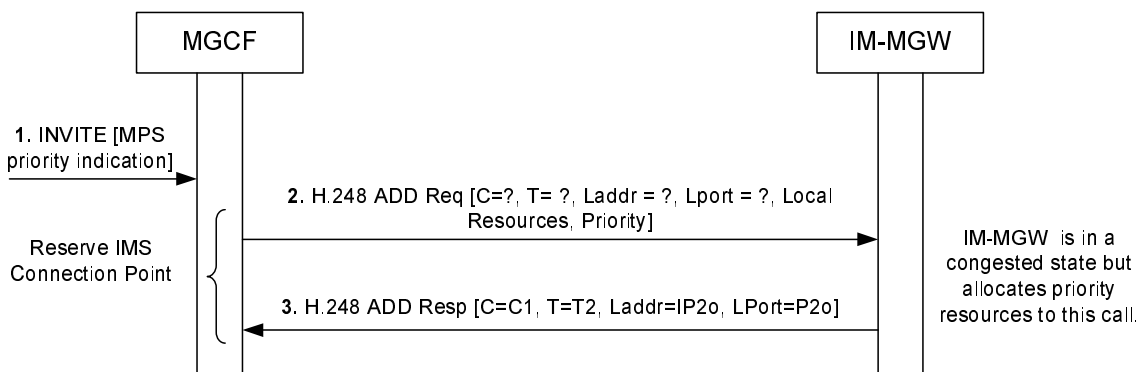 MGCF
IM-MGW
1. INVITE [MPS
priority indication]
2. H.248 ADD Req [C=?, T= ?, Laddr = ?, Lport = ?, Local
Resources, Priority]
Reserve IMS
Connection Point
IM-MGW is in a
congested state but
allocates priority
resources to this call.
3. H.248 ADD Resp [C=C1, T=T2, Laddr=IP2o, LPort=P2o]